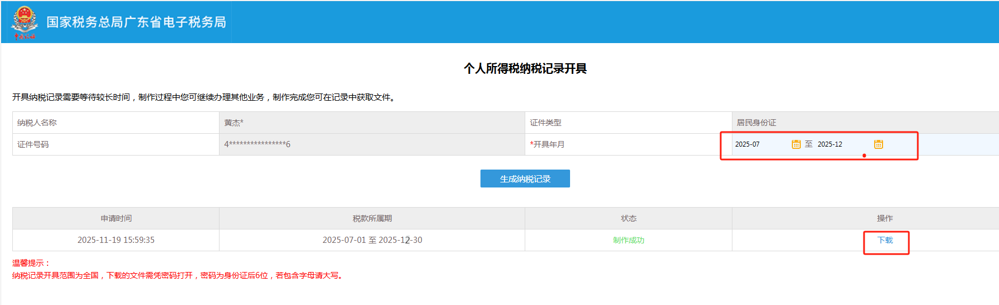 国家税务总局广东省电子税务局
个人所得税纳税记录开具
开具纳税记录需要等待较长时间，制作过程中您可继续办理其他业务，制作完成您可在记录中获取文件。
纳税人名称 黄杰* 证件类型 居民身份证
证件号码 4****************6 *开具年月 2025-07 至 2025-12
生成纳税记录
申请时间 税款所属期 状态 操作
2025-11-19 15:59:35 2025-07-01 至 2025-12-30 制作成功 下载
温馨提示：
纳税记录开具范围为全国，下载的文件需凭密码打开，密码为身份证后6位，若包含字母请大写。